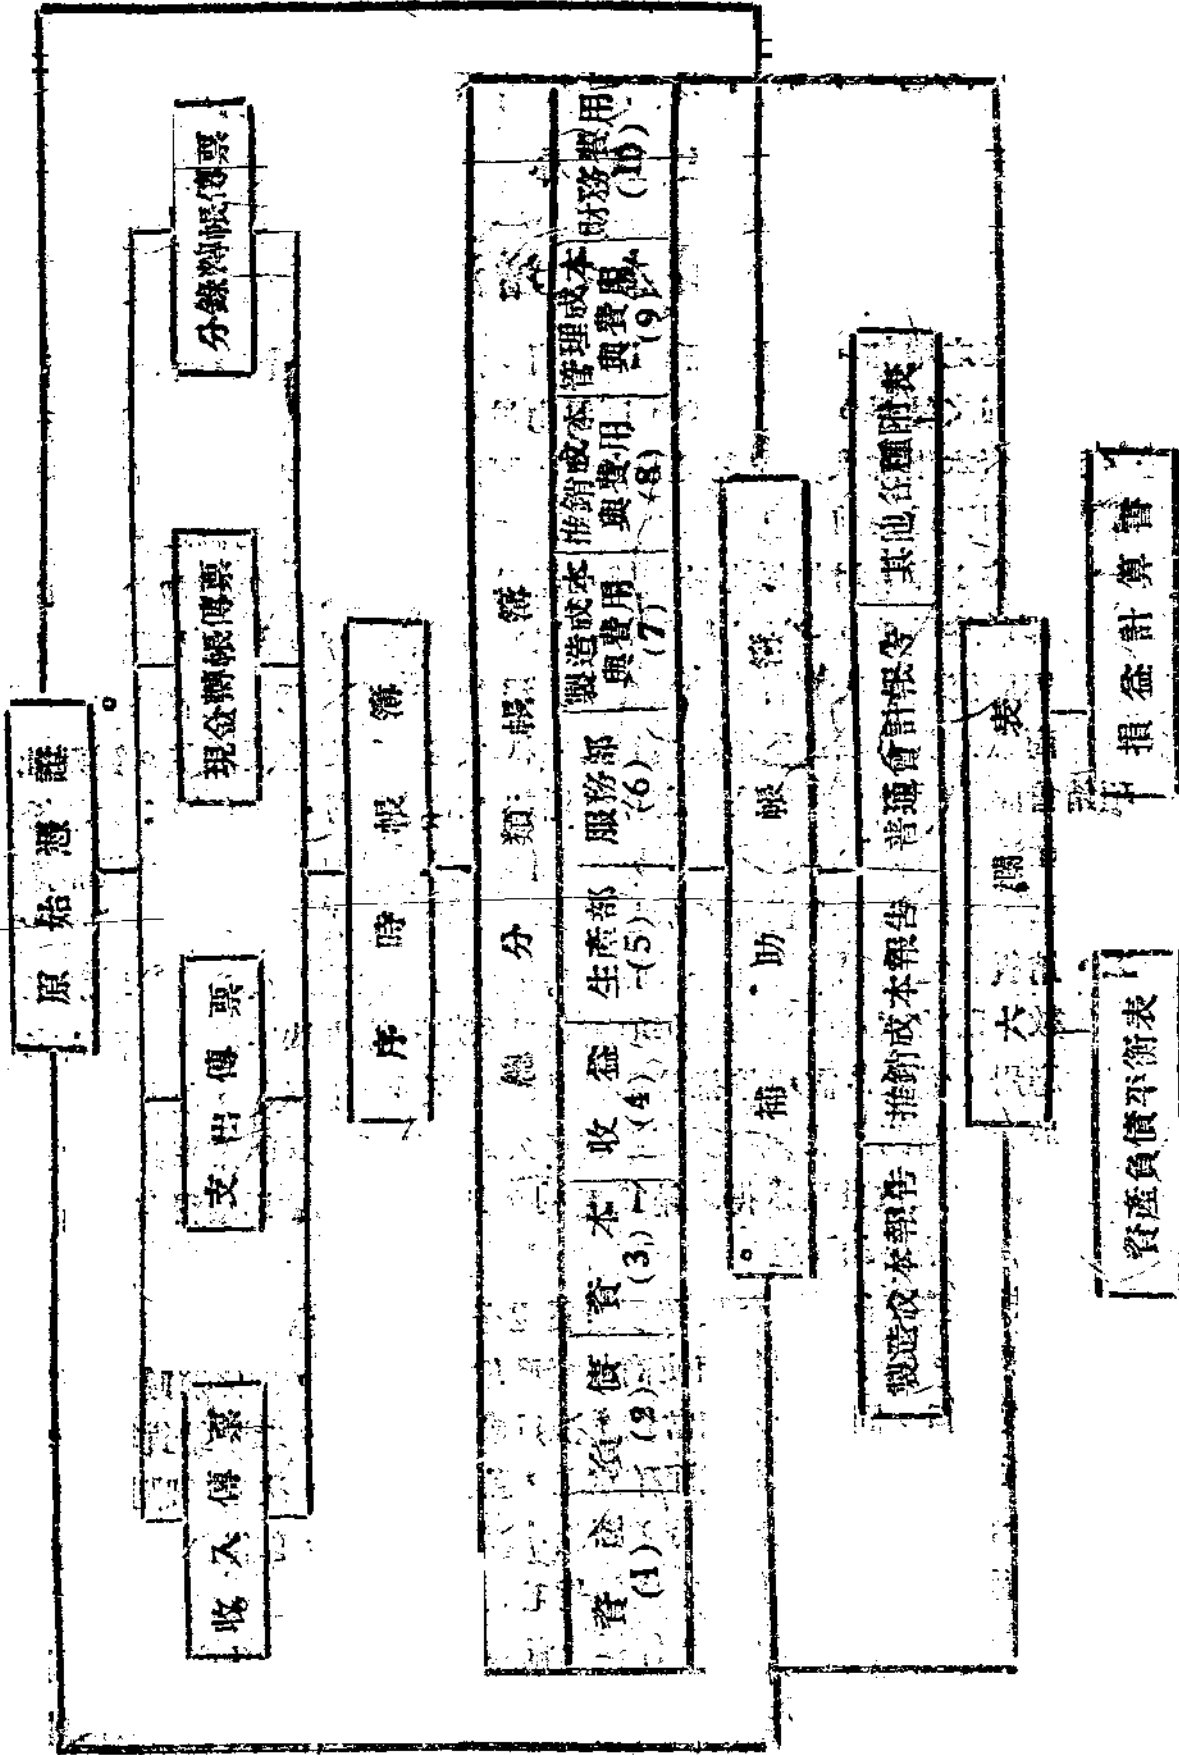 原始憑證
收入傳票
支出傳票
現金轉帳傳票
分錄轉帳傳票
序時帳簿
總分類帳簿
資產
(1)
負債
(2)
資本
(3)
收益
(4)
生產部
(5)
服務部
(6)
製造成本
與費用
(7)
推銷成本
與費用
(8)
管理成本
與費用
(9)
財務費用
(10)
補助帳簿
製造成本報告
推銷成本報告
普通會計報告
其他各種附表
六欄表
資產負債平衡表
損益計算書